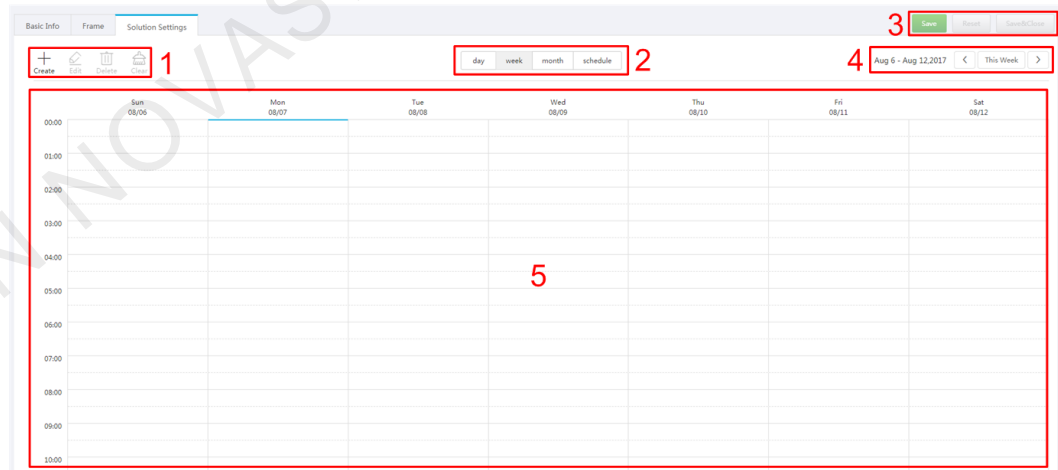 Basic Info Frame Solution Settings
3 Save Reset Save&Close
Create Edit Delete Clear 1
day week month schedule 2
4 Aug 6 - Aug 12,2017 < This Week >
Sun Mon Tue Wed Thu Fri Sat
08/06 08/07 08/08 08/09 08/10 08/11 08/12
00:00
01:00
02:00
03:00
04:00
5
05:00
06:00
07:00
08:00
09:00
10:00
N NOVAS